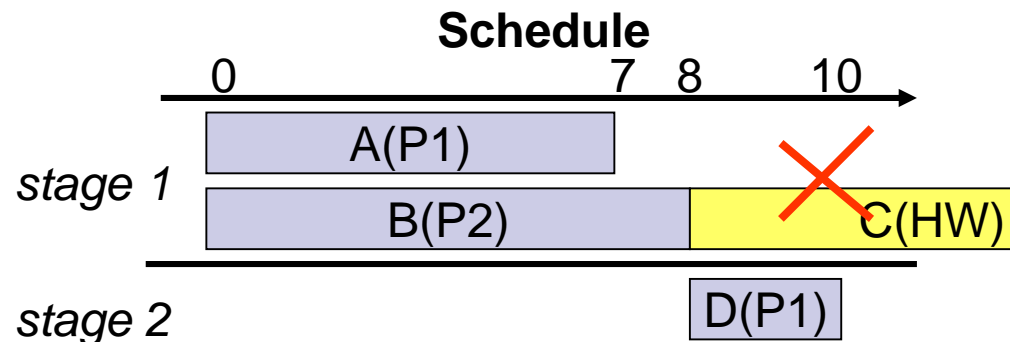 Schedule
0 7 8 10
A(P1)
stage 1
B(P2) C(HW)
D(P1)
stage 2